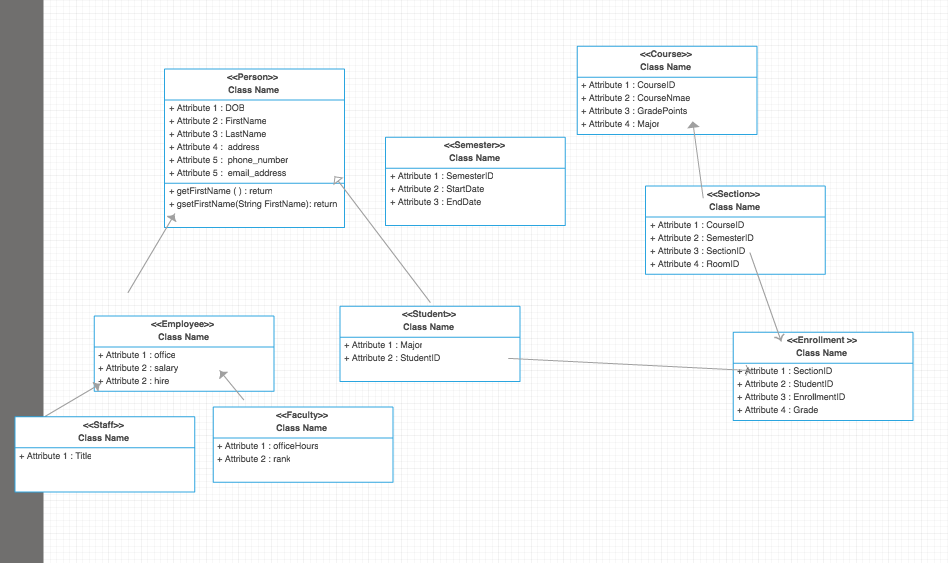 <<Person>>
Class Name
+ Attribute 1 : DOB
+ Attribute 2 : FirstName
+ Attribute 3 : LastName
+ Attribute 4 : address
+ Attribute 5 : phone_number
+ Attribute 5 : email_address
+ getFirstName ( ) : return
+ gsetFirstName(String FirstName): return
<<Semester>>
Class Name
+ Attribute 1 : SemesterID
+ Attribute 2 : StartDate
+ Attribute 3 : EndDate
<<Course>>
Class Name
+ Attribute 1 : CourseID
+ Attribute 2 : CourseNmae
+ Attribute 3 : GradePoints
+ Attribute 4 : Major
<<Section>>
Class Name
+ Attribute 1 : CourseID
+ Attribute 2 : SemesterID
+ Attribute 3 : SectionID
+ Attribute 4 : RoomID
<<Employee>>
Class Name
+ Attribute 1 : office
+ Attribute 2 : salary
+ Attribute 2 : hire
<<Student>>
Class Name
+ Attribute 1 : Major
+ Attribute 2 : StudentID
<<Enrollment >>
Class Name
+ Attribute 1 : SectionID
+ Attribute 2 : StudentID
+ Attribute 3 : EnrollmentID
+ Attribute 4 : Grade
<<Staff>>
Class Name
+ Attribute 1 : Title
<<Faculty>>
Class Name
+ Attribute 1 : officeHours
+ Attribute 2 : rank